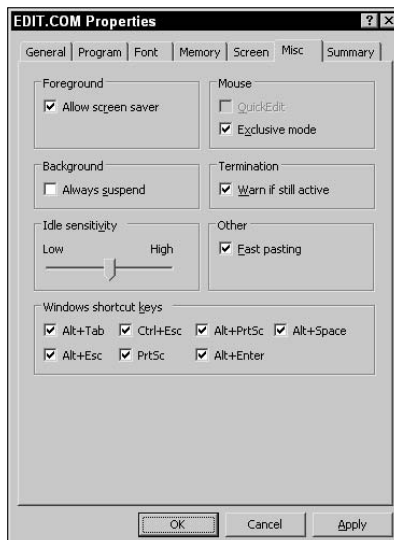 EDIT.COM Properties
General Program Font Memory Screen Misc Summary
Foreground
Allow screen saver
Mouse
QuickEdit
Exclusive mode
Background
Always suspend
Termination
Warn if still active
Idle sensitivity
Low High
Other
Fast pasting
Windows shortcut keys
Alt+Tab Ctrl+Esc Alt+PrtSc Alt+Space
Alt+Esc PrtSc Alt+Enter
OK Cancel Apply